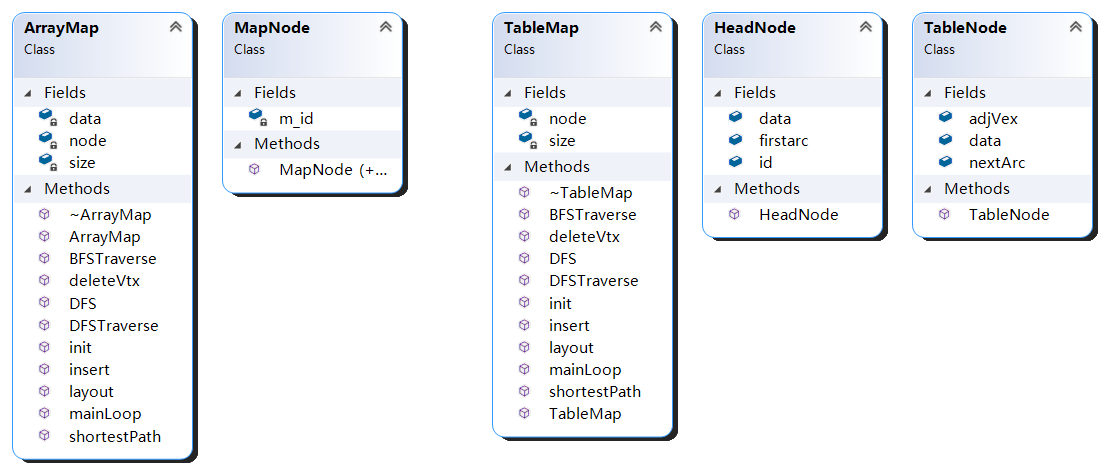 ArrayMap
Class
Fields
data
node
size
Methods
~ArrayMap
ArrayMap
BFSTraverse
deleteVtx
DFS
DFSTraverse
init
insert
layout
mainLoop
shortestPath
MapNode
Class
Fields
m_id
Methods
MapNode (+...
TableMap
Class
Fields
node
size
Methods
~TableMap
BFSTraverse
deleteVtx
DFS
DFSTraverse
init
insert
layout
mainLoop
shortestPath
TableMap
HeadNode
Class
Fields
data
firstarc
id
Methods
HeadNode
TableNode
Class
Fields
adjVex
data
nextArc
Methods
TableNode